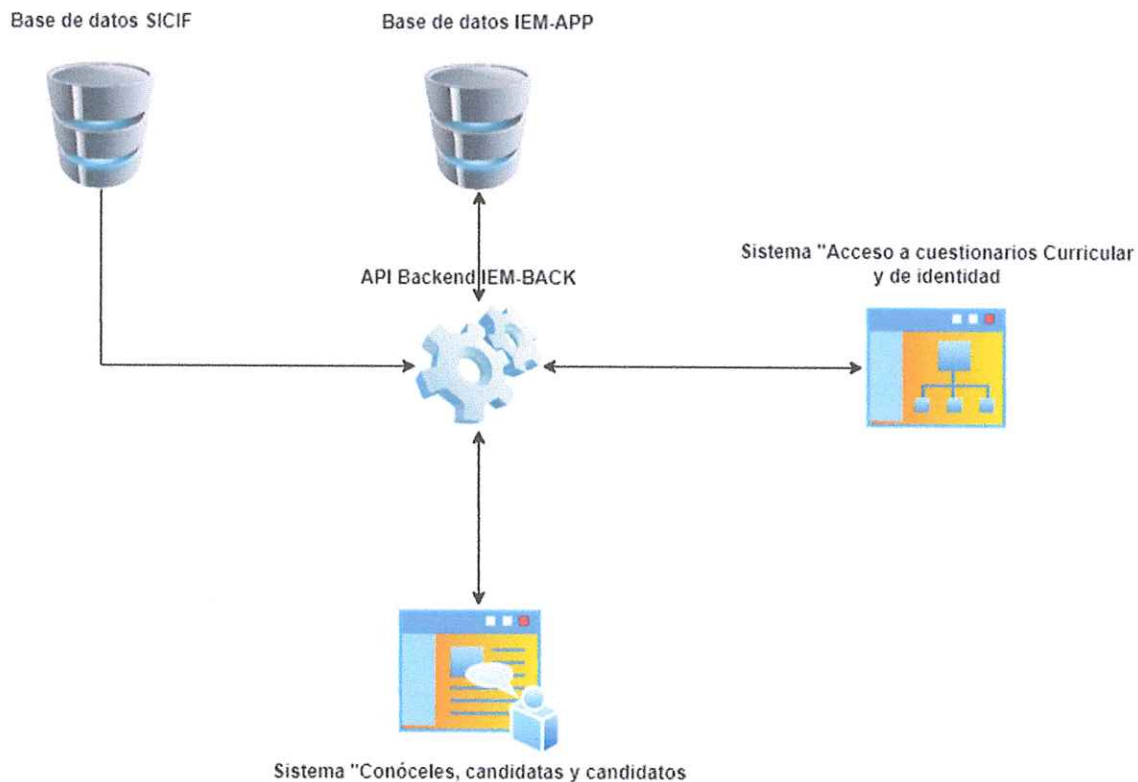 Base de datos SICIF
Base de datos IEM-APP
Sistema "Acceso a cuestionarios Curricular
y de identidad
API Backend IEM-BACK
Sistema "Conóceles, candidatas y candidatos